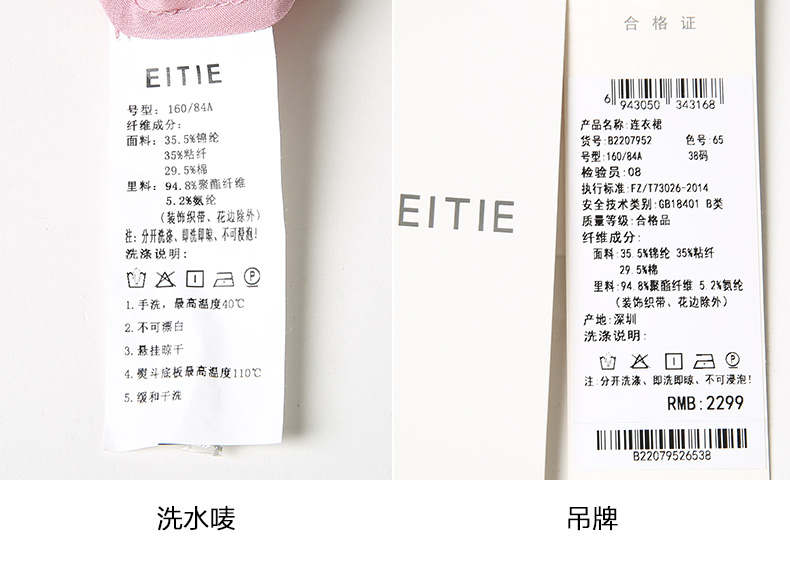 EITIE
号型：160/84A
纤维成分：
面料：35.5%锦纶
35%粘纤
29.5%棉
里料：94.8%聚酯纤维
5.2%氨纶
（装饰织带、花边除外）
注：分开洗涤、即洗即晾、不可浸泡！
洗涤说明：
1.手洗，最高温度40℃
2.不可漂白
3.悬挂晾干
4.熨斗底板最高温度110℃
5.缓和干洗
洗水唛
EITIE
合格证
6 943050 343168
产品名称：连衣裙
货号：B2207952 色号：65
号型：160/84A 38码
检验员：08
执行标准：FZ/T73026-2014
安全技术类别：GB18401 B类
质量等级：合格品
纤维成分：
面料：35.5%锦纶 35%粘纤
29.5%棉
里料：94.8%聚酯纤维 5.2%氨纶
（装饰织带、花边除外）
产地：深圳
洗涤说明：
注：分开洗涤、即洗即晾、不可浸泡！
RMB：2299
B22079526538
吊牌